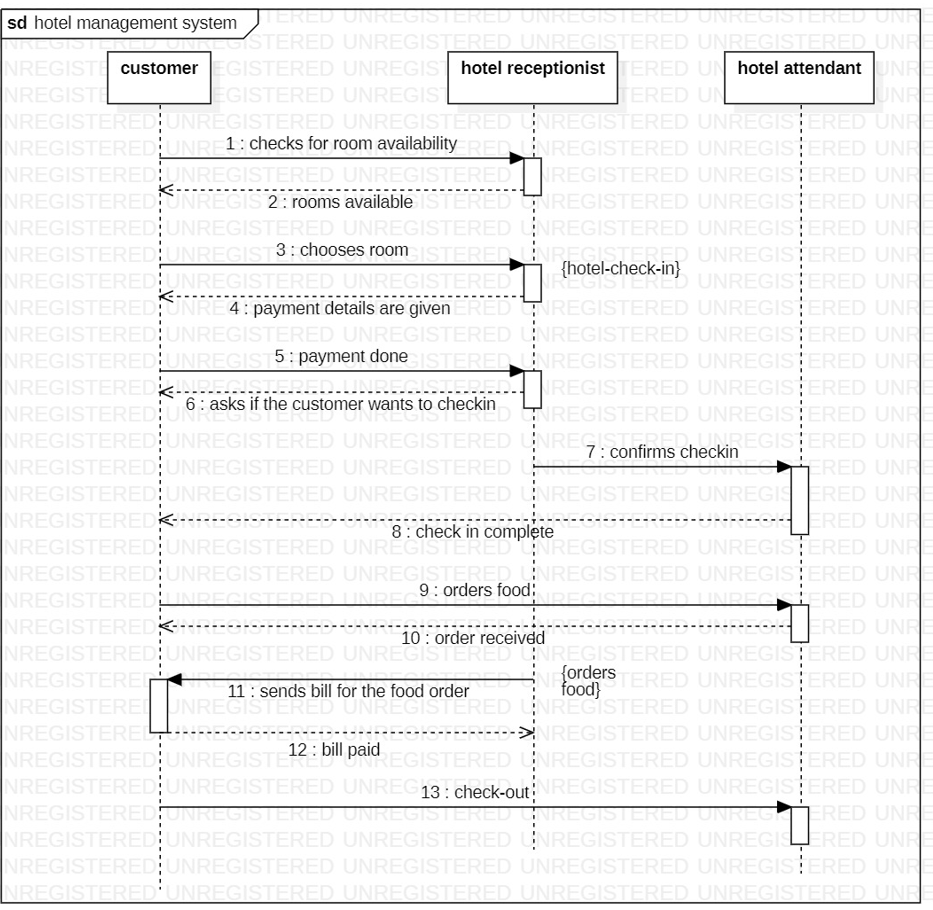 sd hotel management system
customer
hotel receptionist
hotel attendant
1 : checks for room availability
2 : rooms available
3 : chooses room
{hotel-check-in}
4 : payment details are given
5 : payment done
6 : asks if the customer wants to checkin
7 : confirms checkin
8 : check in complete
9 : orders food
10 : order received
{orders
food}
11 : sends bill for the food order
12 : bill paid
13 : check-out
UNREGISTERED